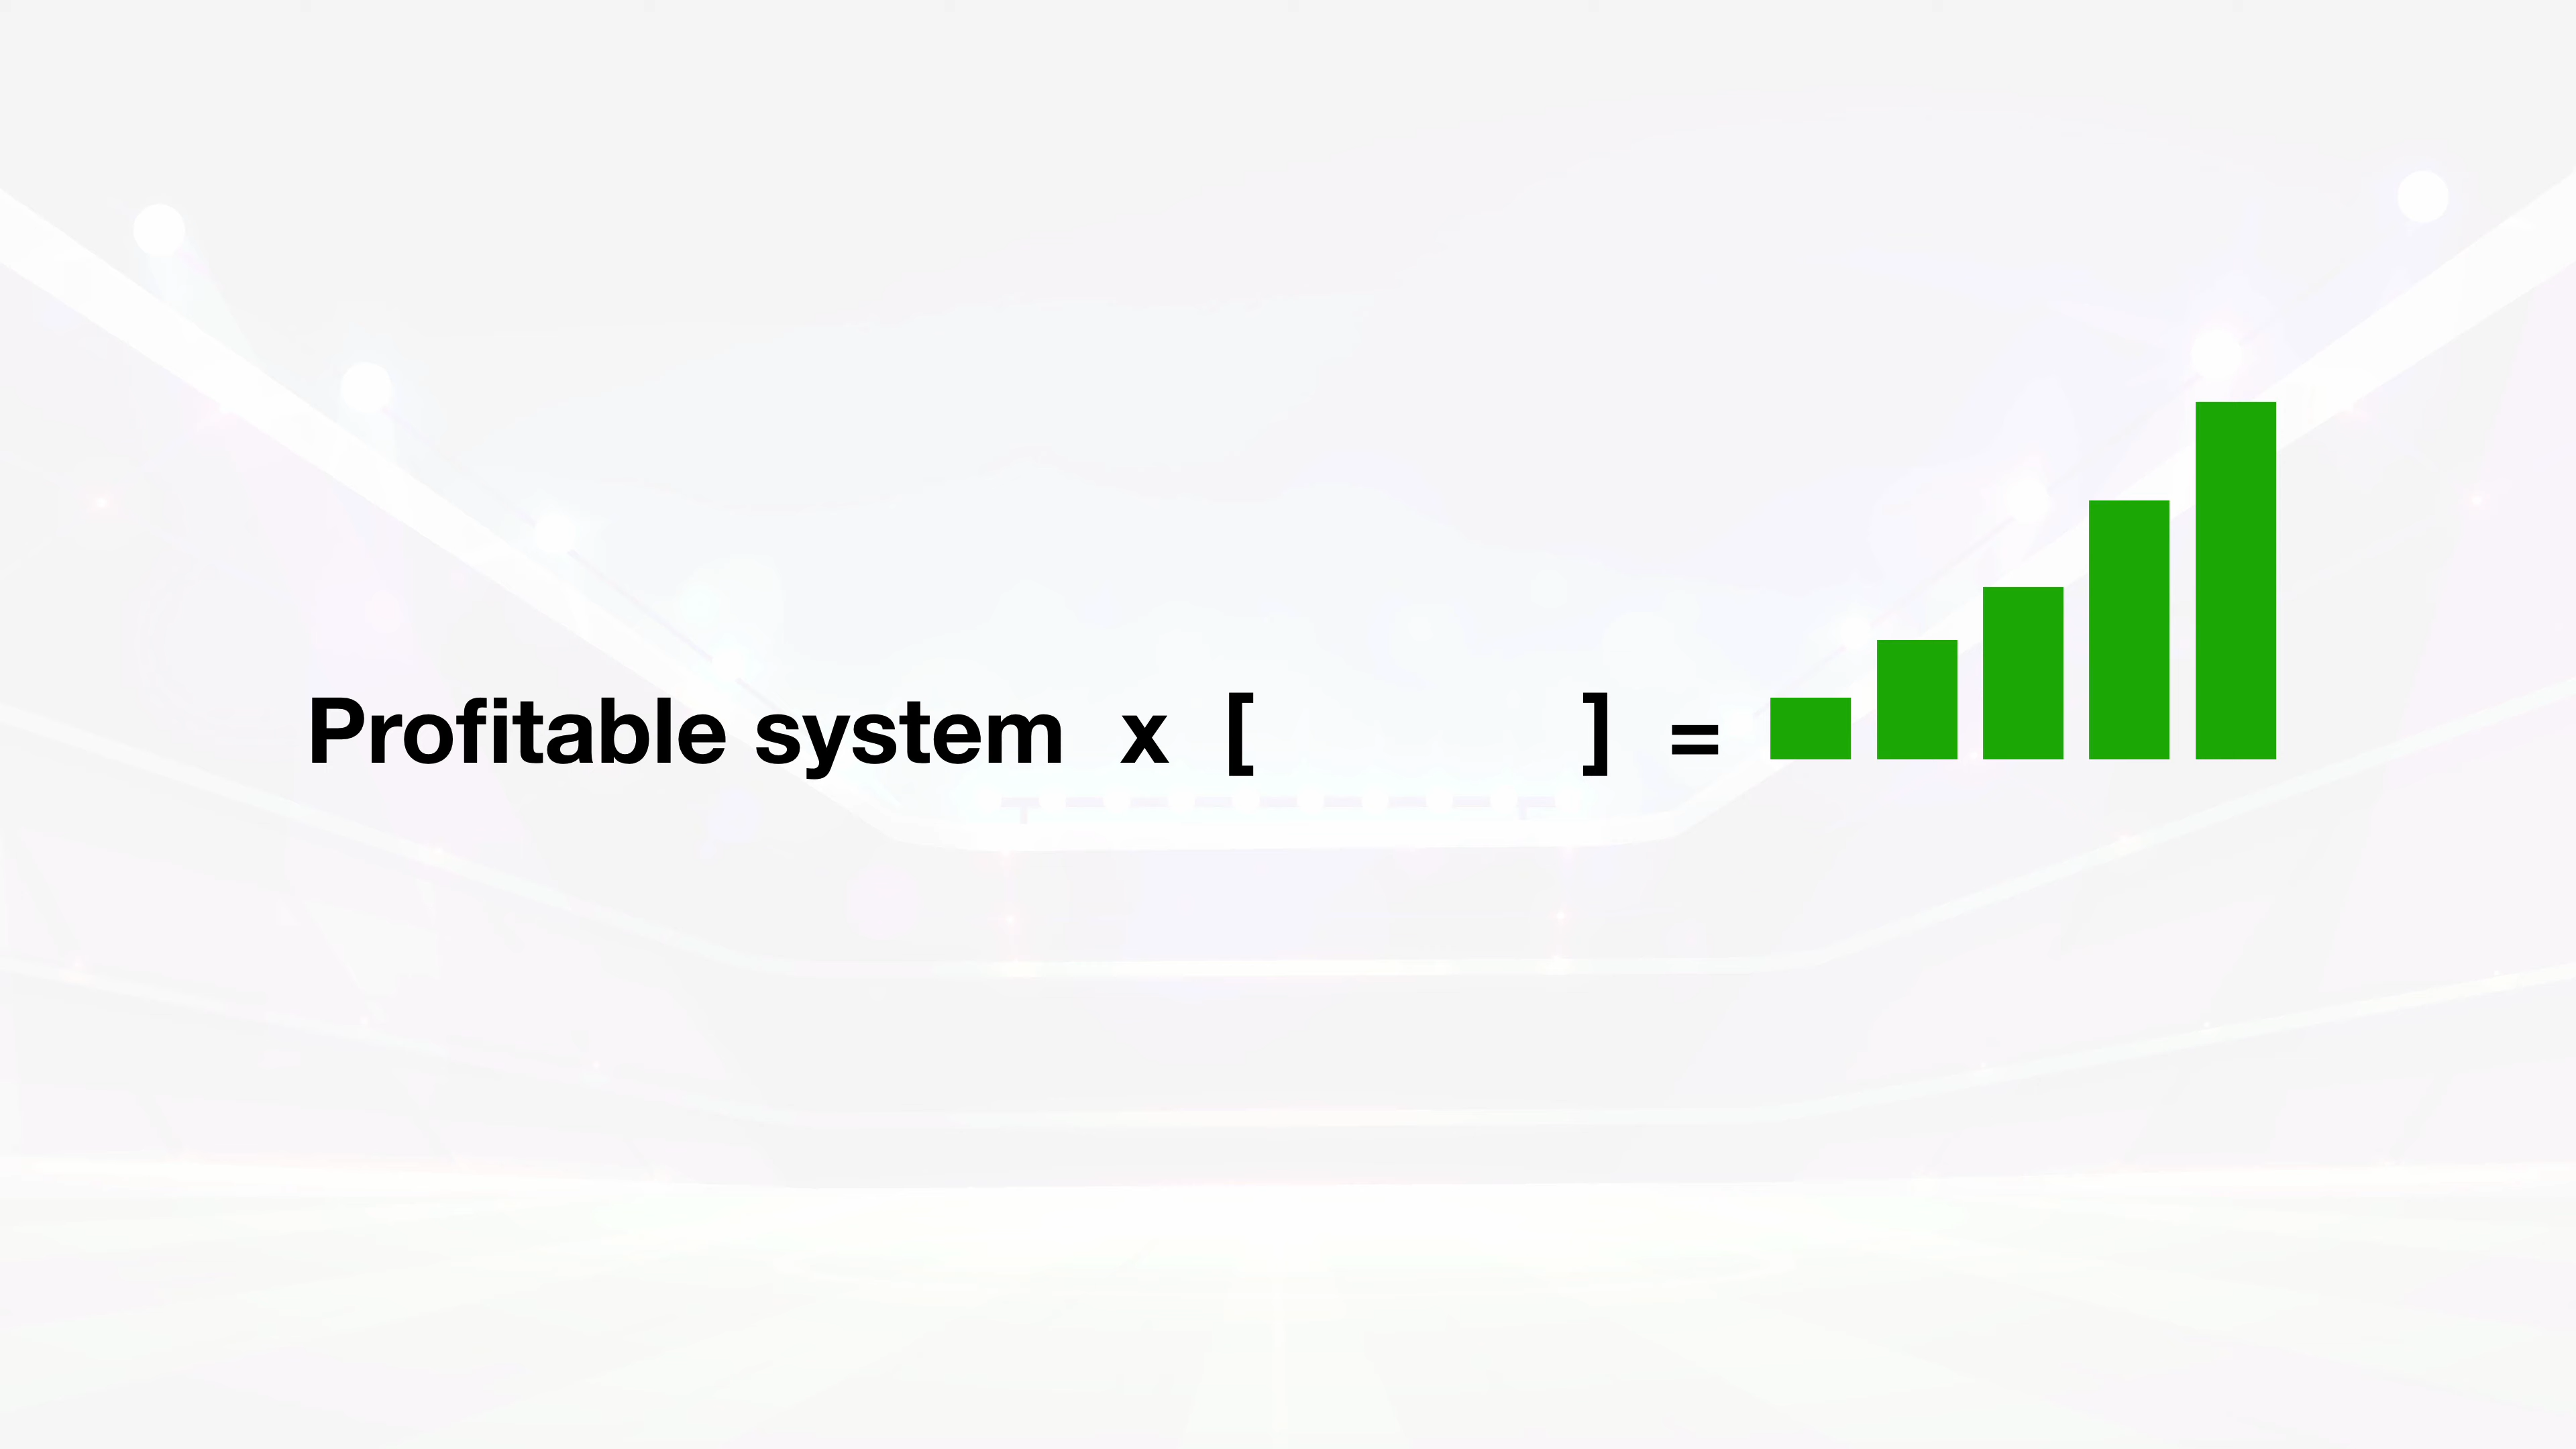 Profitable system x [ ] =